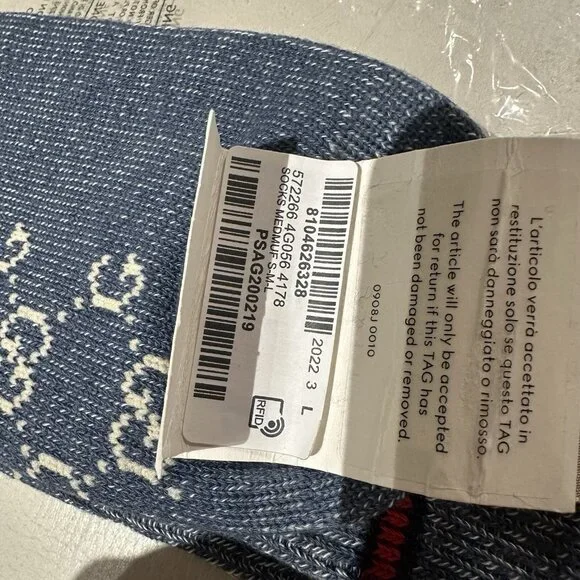 8104626328
2022 3 L
572266 4G056 4178
SOCKS MEDMUF S-M-L
PSAG200219
RFID
L'articolo verrà accettato in
restituzione solo se questo TAG
non sarà danneggiato o rimosso.
The article will only be accepted
for return if this TAG has
not been damaged or removed.
0908J 0010